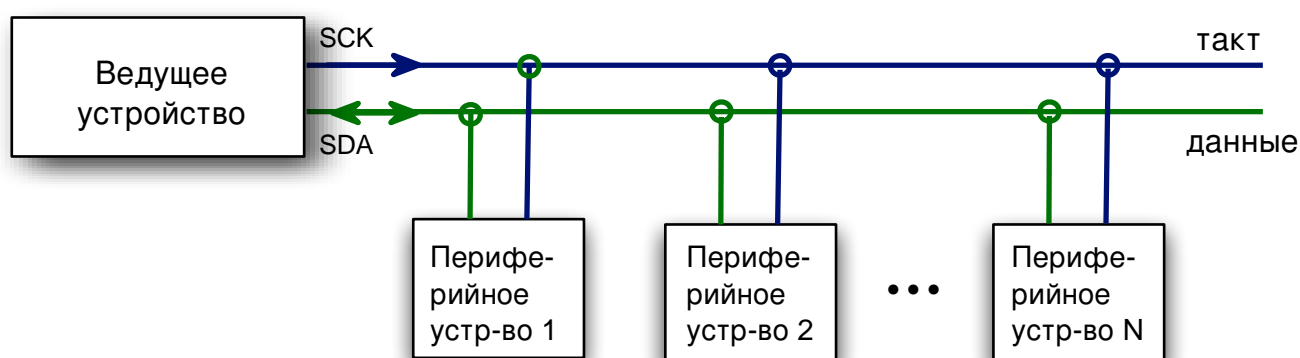 SCK
такт
Ведущее
устройство
SDA
данные
Перифе-
рийное
устр-во 1
Перифе-
рийное
устр-во 2
...
Перифе-
рийное
устр-во N